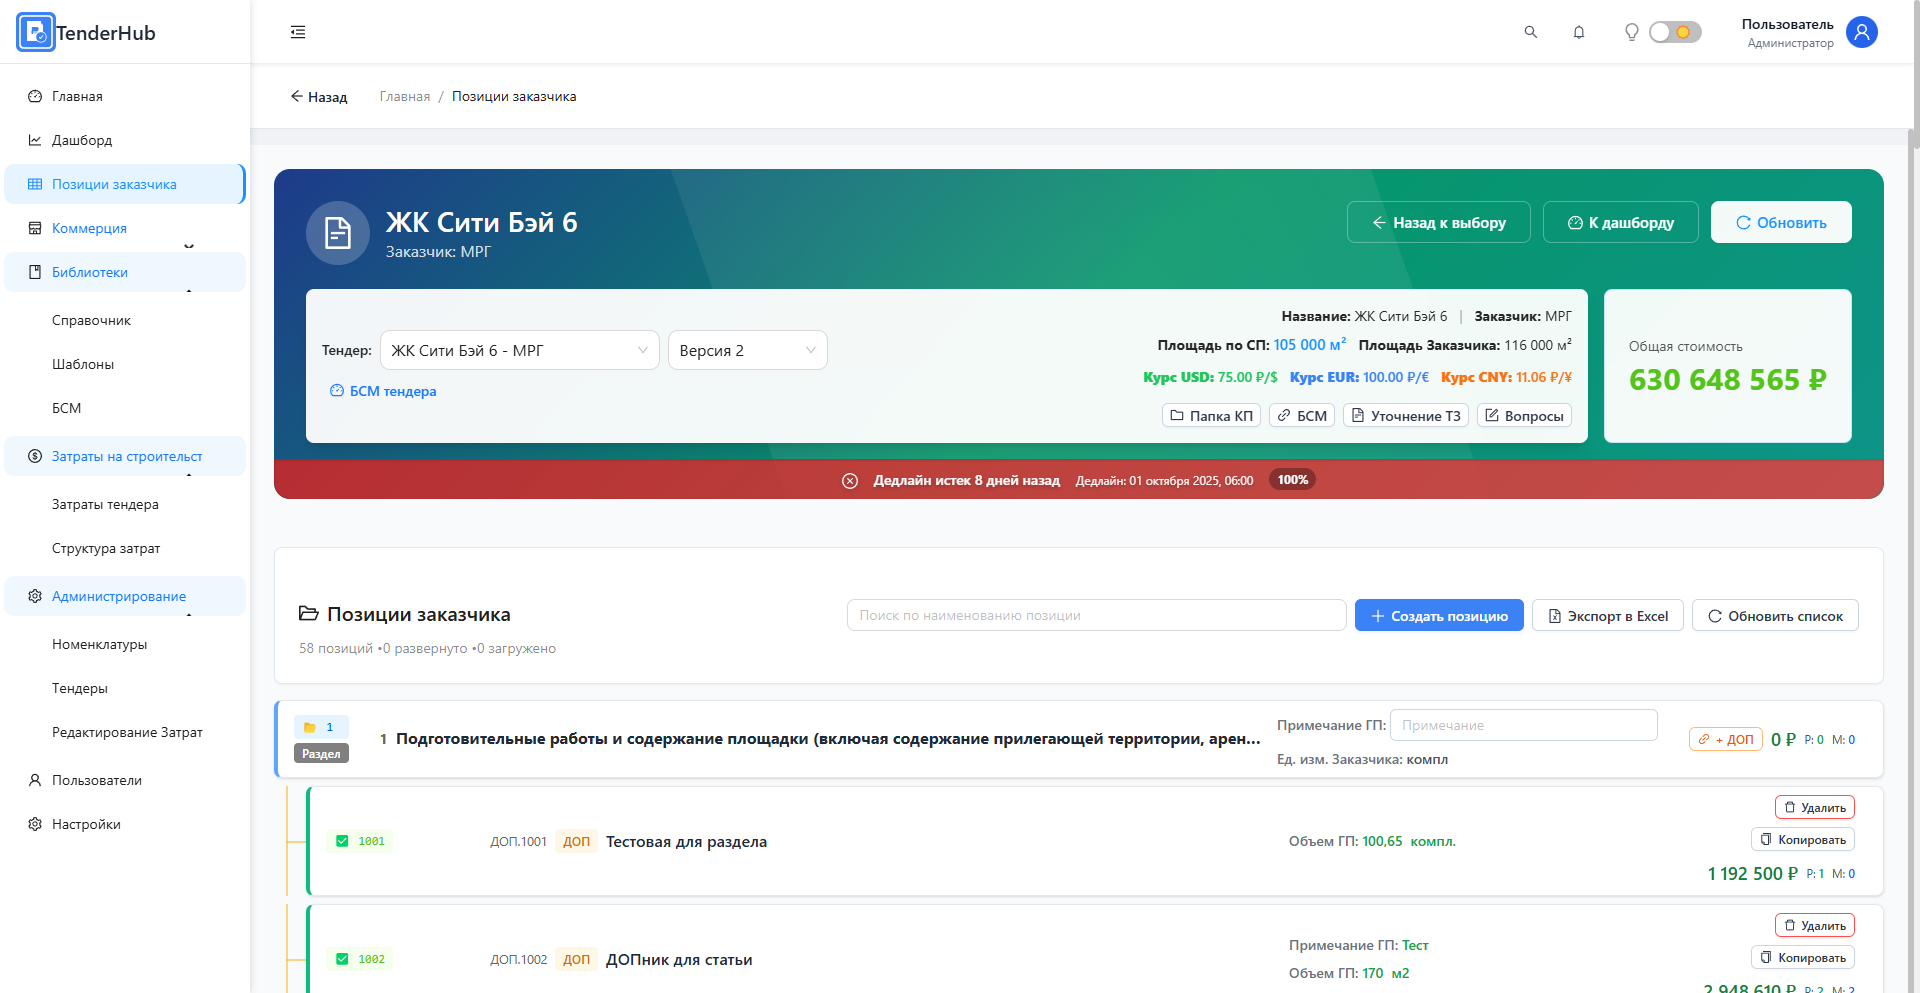 TenderHub
Пользователь
Администратор
Главная
Дашборд
Позиции заказчика
Коммерция
Библиотеки
Справочник
Шаблоны
БСМ
Затраты на строительст
Затраты тендера
Структура затрат
Администрирование
Номенклатуры
Тендеры
Редактирование Затрат
Пользователи
Настройки
Назад
Главная / Позиции заказчика
ЖК Сити Бэй 6
Заказчик: МРГ
Назад к выбору
К дашборду
Обновить
Тендер: ЖК Сити Бэй 6 - МРГ
Версия 2
БСМ тендера
Название: ЖК Сити Бэй 6 | Заказчик: МРГ
Площадь по СП: 105 000 м² Площадь Заказчика: 116 000 м²
Курс USD: 75.00 ₽/$ Курс EUR: 100.00 ₽/€ Курс CNY: 11.06 ₽/¥
Папка КП
БСМ
Уточнение ТЗ
Вопросы
Общая стоимость
630 648 565 ₽
Дедлайн истек 8 дней назад Дедлайн: 01 октября 2025, 06:00 100%
Позиции заказчика
58 позиций •0 развернуто •0 загружено
Поиск по наименованию позиции
+ Создать позицию
Экспорт в Excel
Обновить список
1
Раздел
1 Подготовительные работы и содержание площадки (включая содержание прилегающей территории, арен...
Примечание ГП: Примечание
Ед. изм. Заказчика: компл
+ ДОП 0 ₽ Р: 0 М: 0
1001
ДОП.1001 ДОП Тестовая для раздела
Объем ГП: 100,65 компл.
Удалить
Копировать
1 192 500 ₽ Р: 1 М: 0
1002
ДОП.1002 ДОП ДОПник для статьи
Примечание ГП: Тест
Объем ГП: 170 м2
Удалить
Копировать
2 948 610 ₽ Р: 2 М: 2